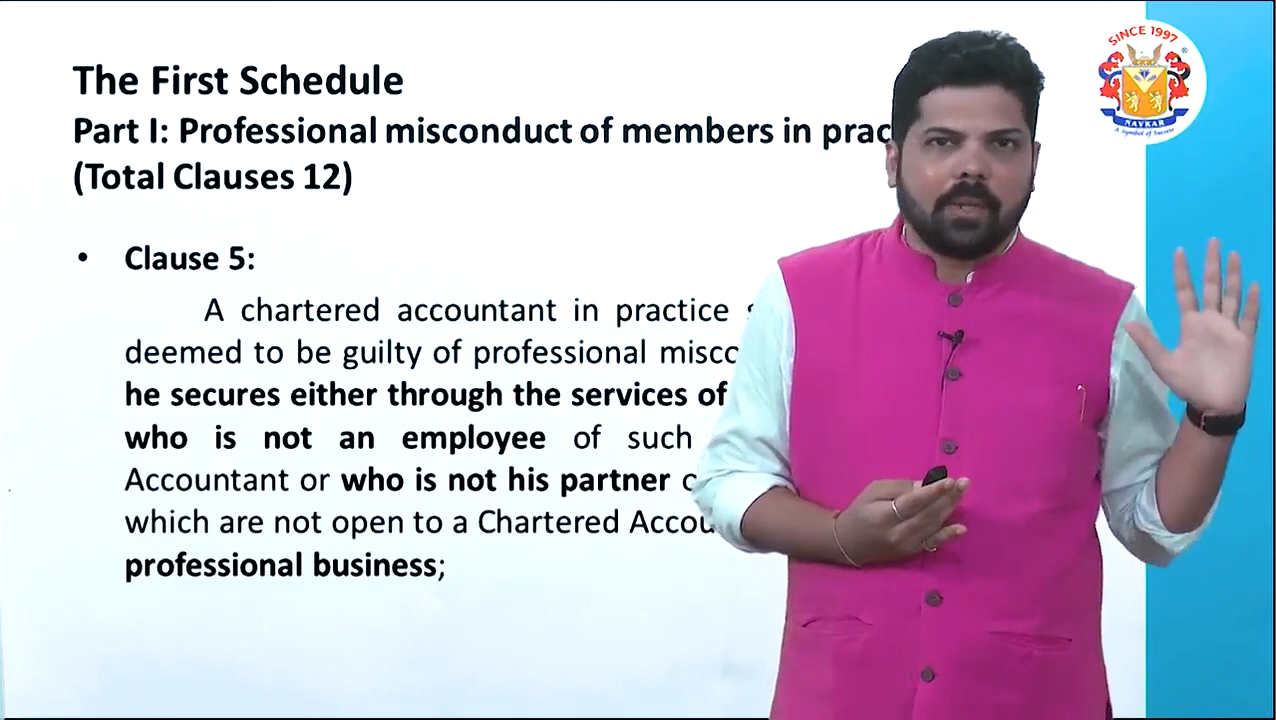 The First Schedule
Part I: Professional misconduct of members in prac
(Total Clauses 12)
• Clause 5:
A chartered accountant in practice s
deemed to be guilty of professional misco
he secures either through the services of
who is not an employee of such
Accountant or who is not his partner o
which are not open to a Chartered Accou
professional business;
SINCE 1997
®
NAVKAR
A Symbol of Success